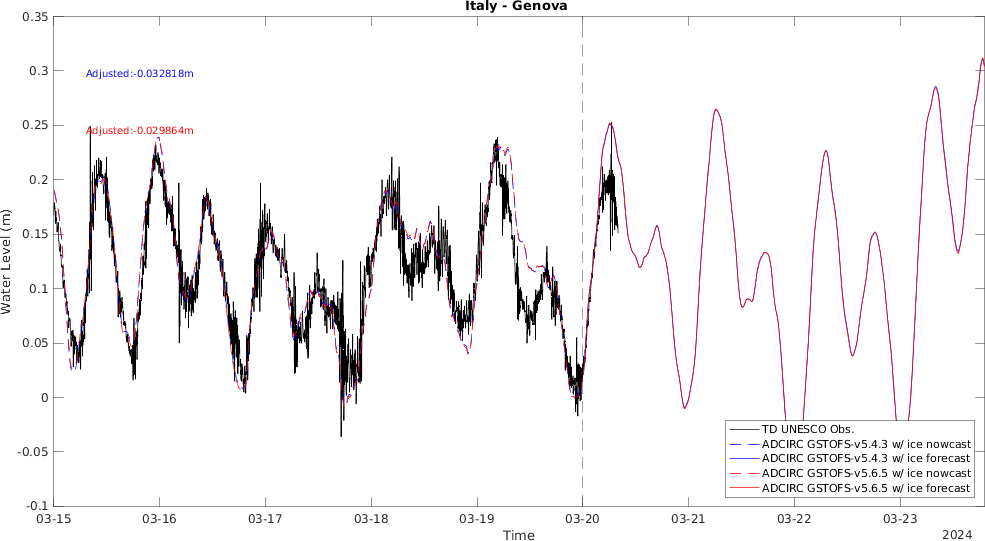 Italy - Genova
0.35
0.3
0.25
0.2
0.15
0.1
0.05
0
-0.05
-0.1
Water Level (m)
Adjusted:-0.032818m
Adjusted:-0.029864m
TD UNESCO Obs.
ADCIRC GSTOFS-v5.4.3 w/ ice nowcast
ADCIRC GSTOFS-v5.4.3 w/ ice forecast
ADCIRC GSTOFS-v5.6.5 w/ ice nowcast
ADCIRC GSTOFS-v5.6.5 w/ ice forecast
03-15 03-16 03-17 03-18 03-19 03-20 03-21 03-22 03-23
Time
2024